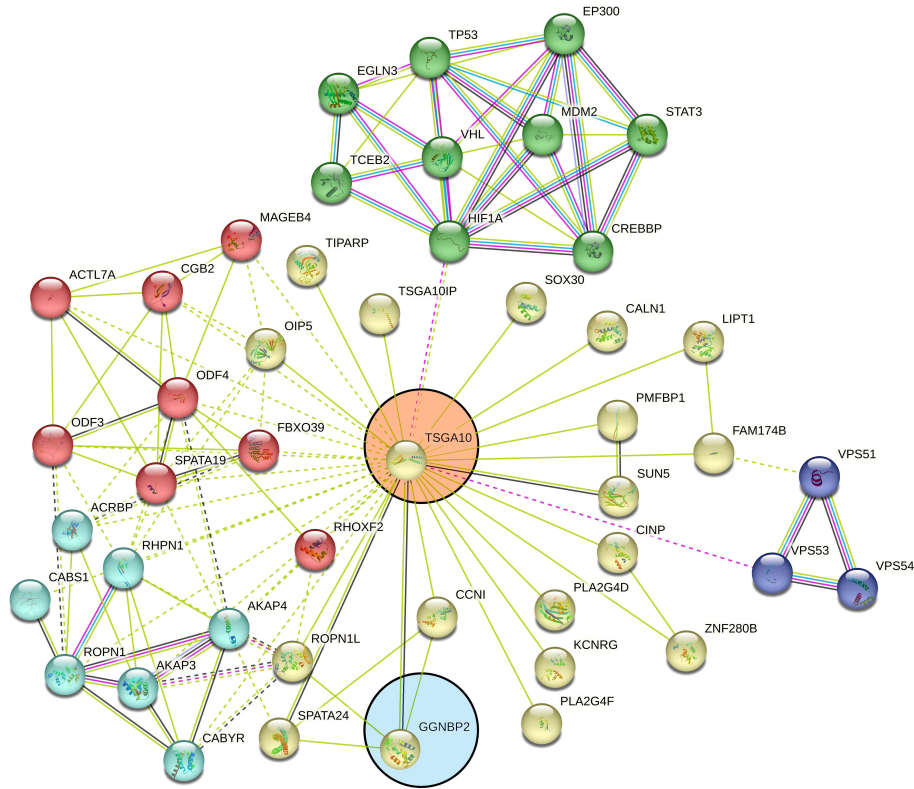 EP300
TP53
EGLN3
MDM2
STAT3
VHL
TCEB2
HIF1A
CREBBP
MAGEB4
TIPARP
ACTL7A
CGB2
TSGA10IP
SOX30
CALN1
LIPT1
OIP5
ODF4
PMFBP1
ODF3
FBXO39
TSGA10
FAM174B
SPATA19
SUN5
VPS51
ACRBP
RHOXF2
CINP
RHPN1
VPS53
VPS54
CABS1
PLA2G4D
CCNI
AKAP4
ZNF280B
ROPN1
ROPN1L
KCNRG
AKAP3
PLA2G4F
SPATA24
GGNBP2
CABYR